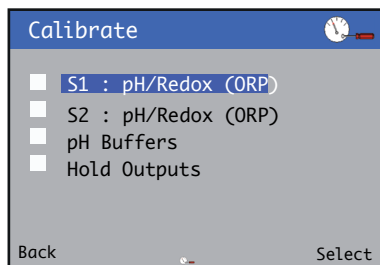 Calibrate
S1 : pH/Redox (ORP)
S2 : pH/Redox (ORP)
pH Buffers
Hold Outputs
Back Select